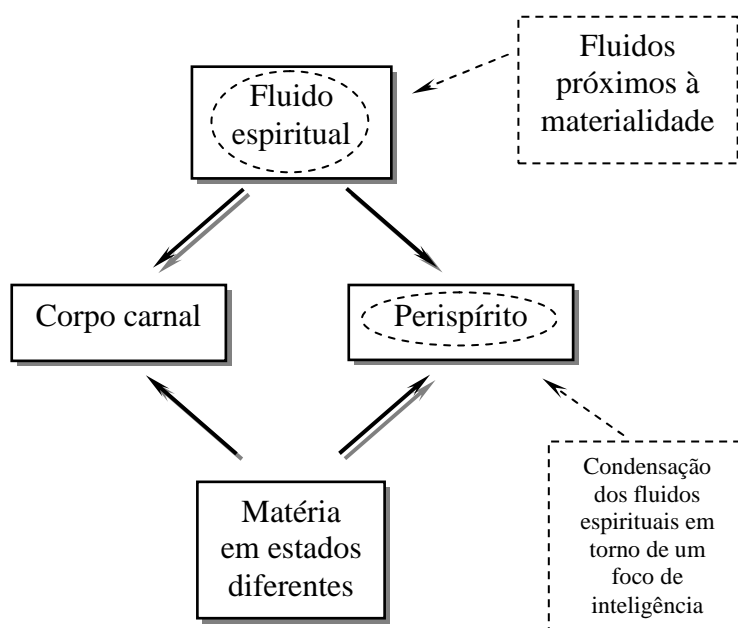 Fluidos
próximos à
materialidade
Fluido
espiritual
Corpo carnal
Perispírito
Matéria
em estados
diferentes
Condensação
dos fluidos
espirituais em
torno de um
foco de
inteligência